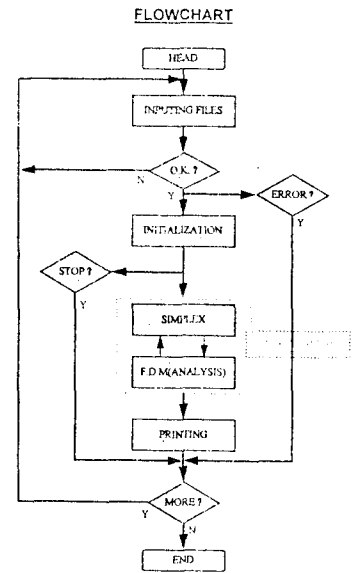 FLOWCHART
HEAD
INPUTING FILES
O.K. ?
N
Y
ERROR ?
Y
INITIALIZATION
STOP ?
Y
SIMPLEX
F.D.M(ANALYSIS)
PRINTING
MORE ?
Y
N
END